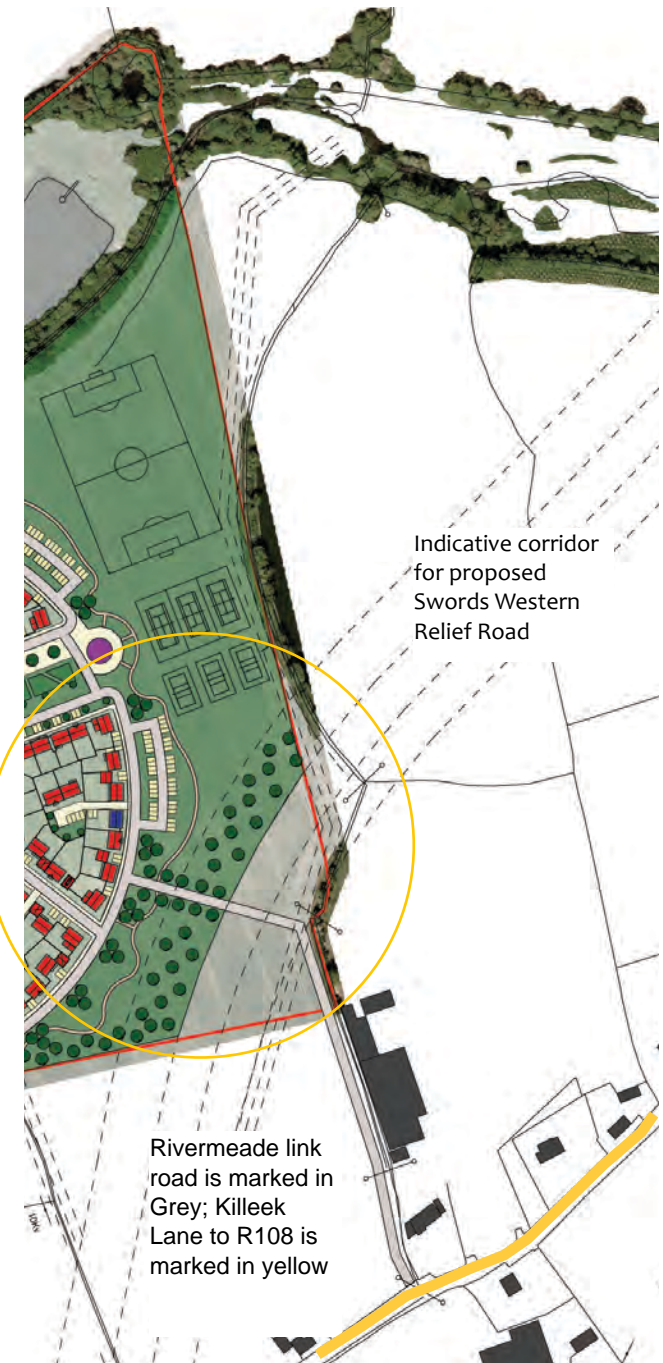 Indicative corridor
for proposed
Swords Western
Relief Road
Rivermeade link
road is marked in
Grey; Killeek
Lane to R108 is
marked in yellow
10Kv